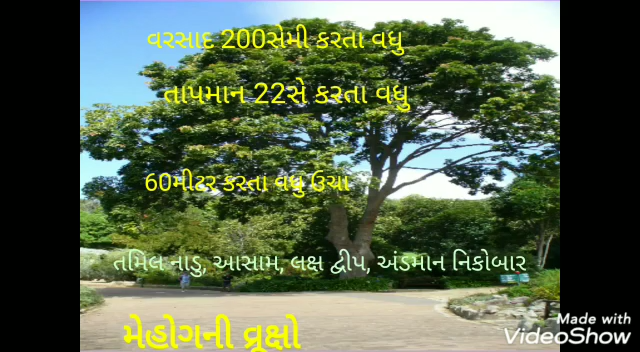 વરસાદ 200સેમી કરતા વધુ
તાપમાન 22સે કરતા વધુ
60મીટર કરતા વધુ ઉચા
તમિલ નાડુ, આસામ, લક્ષ દ્વીપ, અંડમાન નિકોબાર
મેહોગની વ્રૂક્ષો
Made with
VideoShow